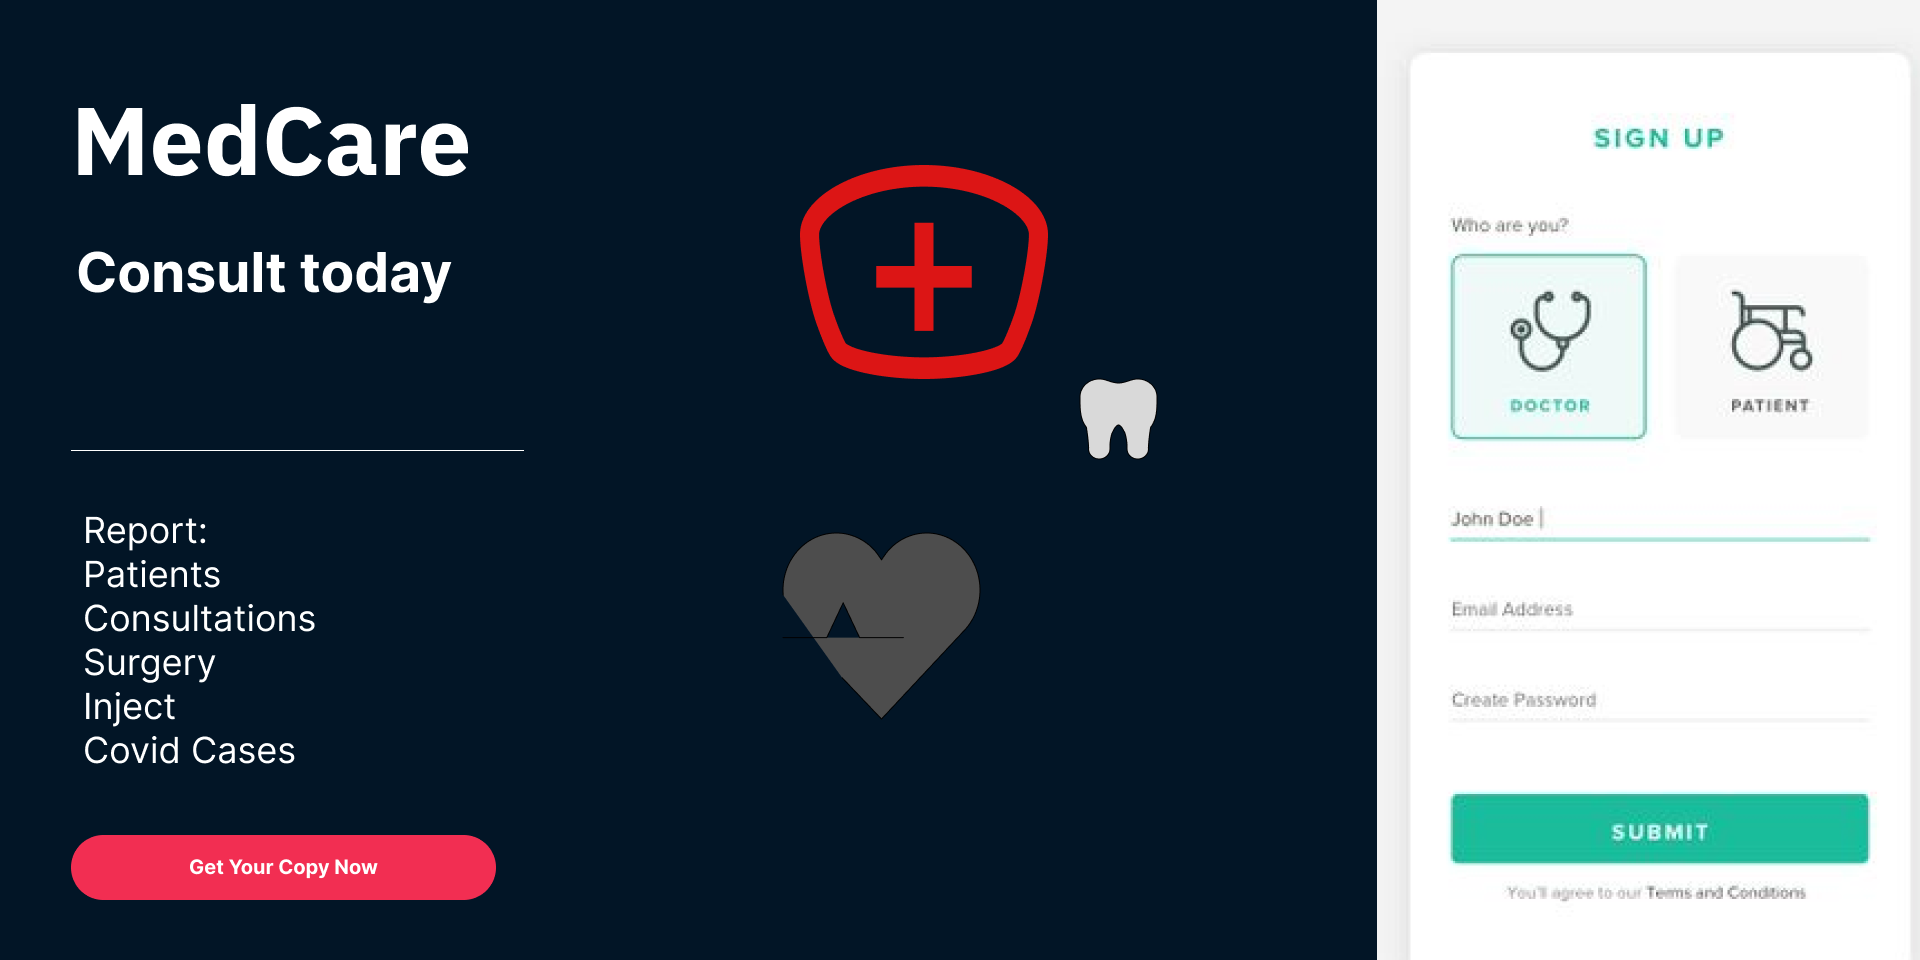 MedCare
Consult today
Report:
Patients
Consultations
Surgery
Inject
Covid Cases
Get Your Copy Now
SIGN UP
Who are you?
DOCTOR
PATIENT
John Doe
Email Address
Create Password
SUBMIT
You'll agree to our Terms and Conditions